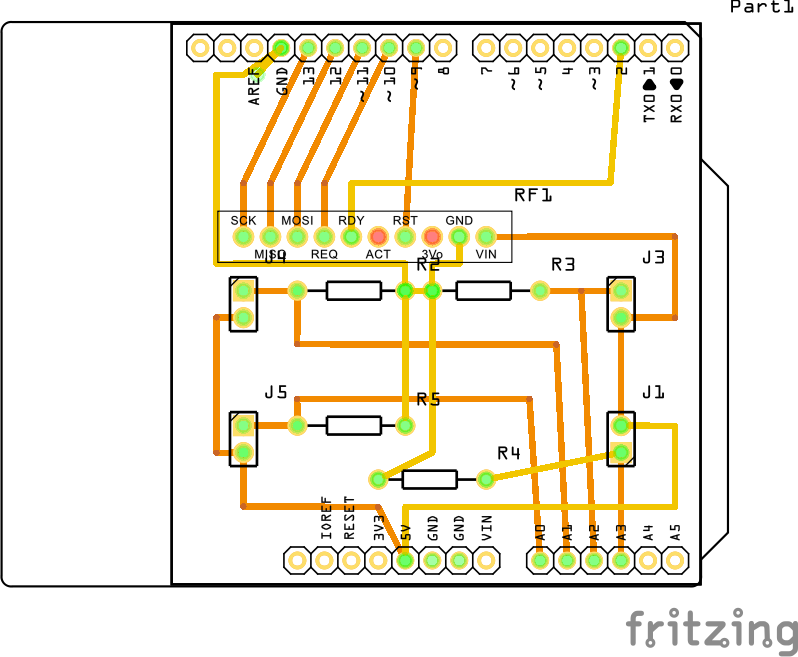 Part1
AREF
GND
13
12
~11
~10
~9
8
7
~6
~5
4
~3
2
TX0 1
RX0 0
RF1
SCK MOSI RDY RST GND
MISO REQ ACT 3Vo VIN
J4 R2 R3 J3
J5 R5 J1
R4
IOREF
RESET
3V3
5V
GND
GND
VIN
A0
A1
A2
A3
A4
A5
fritzing